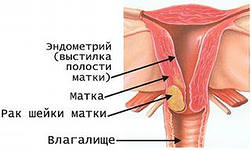 Эндометрий
(выстилка
полости
матки)
Матка
Рак шейки матки
Влагалище